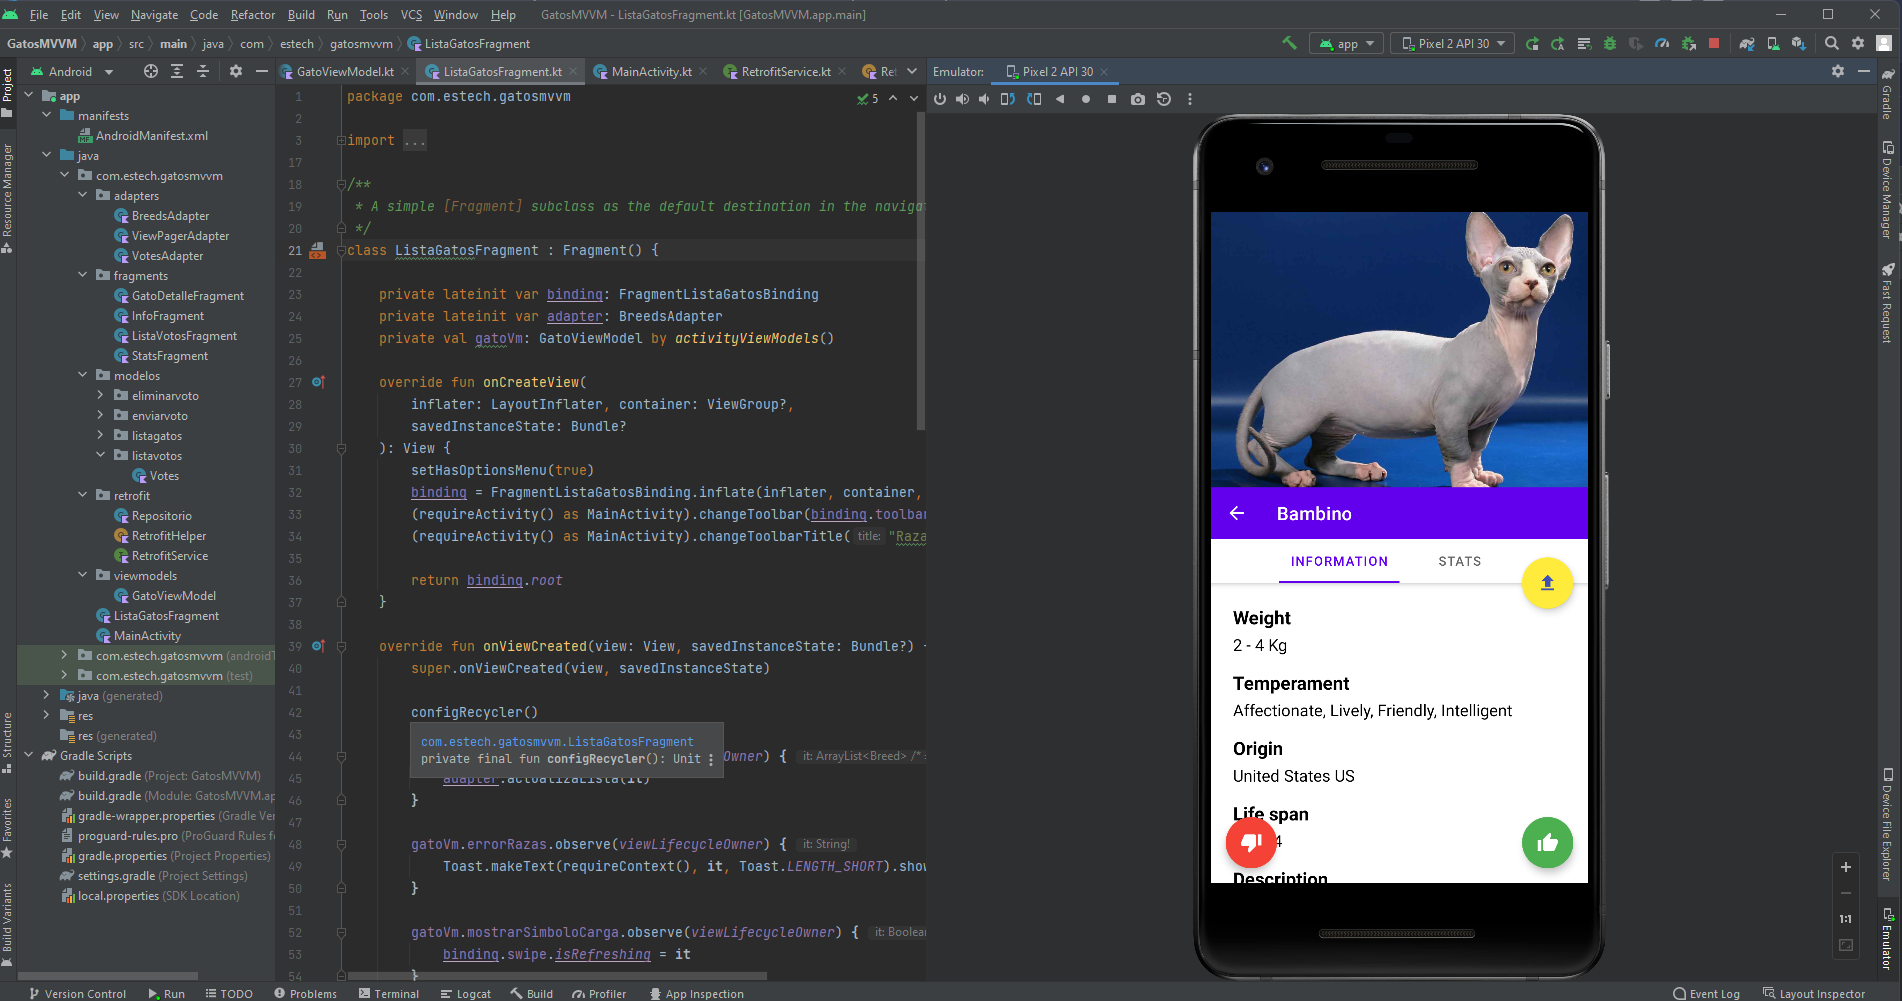 File Edit View Navigate Code Refactor Build Run Tools VCS Window Help GatosMVVM - ListaGatosFragment.kt [GatosMVVM.app.main]
GatosMVVM app src main java com estech gatosmvvm ListaGatosFragment
app Pixel 2 API 30
Project
Resource Manager
Structure
Favorites
Build Variants
Android
app
manifests
AndroidManifest.xml
java
com.estech.gatosmvvm
adapters
BreedsAdapter
ViewPagerAdapter
VotesAdapter
fragments
GatoDetalleFragment
InfoFragment
ListaVotosFragment
StatsFragment
modelos
eliminarvoto
enviarvoto
listagatos
listavotos
Votes
retrofit
Repositorio
RetrofitHelper
RetrofitService
viewmodels
GatoViewModel
ListaGatosFragment
MainActivity
com.estech.gatosmvvm (androidT
com.estech.gatosmvvm (test)
java (generated)
res
res (generated)
Gradle Scripts
build.gradle (Project: GatosMVVM)
build.gradle (Module: GatosMVVM.ap
gradle-wrapper.properties (Gradle Ver
proguard-rules.pro (ProGuard Rules fo
gradle.properties (Project Properties)
settings.gradle (Project Settings)
local.properties (SDK Location)
GatoViewModel.kt ListaGatosFragment.kt MainActivity.kt RetrofitService.kt Ret
5
1 package com.estech.gatosmvvm
2
3 import ...
17
18 /**
19 * A simple [Fragment] subclass as the default destination in the navigat
20 */
21 class ListaGatosFragment : Fragment() {
22
23 private lateinit var binding: FragmentListaGatosBinding
24 private lateinit var adapter: BreedsAdapter
25 private val gatoVm: GatoViewModel by activityViewModels()
26
27 override fun onCreateView(
28 inflater: LayoutInflater, container: ViewGroup?,
29 savedInstanceState: Bundle?
30 ): View {
31 setHasOptionsMenu(true)
32 binding = FragmentListaGatosBinding.inflate(inflater, container,
33 (requireActivity() as MainActivity).changeToolbar(binding.toolbar
34 (requireActivity() as MainActivity).changeToolbarTitle( title: "Raza
35
36 return binding.root
37 }
38
39 override fun onViewCreated(view: View, savedInstanceState: Bundle?) {
40 super.onViewCreated(view, savedInstanceState)
41
42 configRecycler()
43
com.estech.gatosmvvm.ListaGatosFragment
private final fun configRecycler(): Unit
44 Owner) { it: ArrayList<Breed> /* =
45 adapter.actualizaLista(it)
46 }
47
48 gatoVm.errorRazas.observe(viewLifecycleOwner) { it: String!
49 Toast.makeText(requireContext(), it, Toast.LENGTH_SHORT).show
50 }
51
52 gatoVm.mostrarSimboloCarga.observe(viewLifecycleOwner) { it: Boolean
53 binding.swipe.isRefreshing = it
54 }
Emulator: Pixel 2 API 30
Bambino
INFORMATION STATS
Weight
2 - 4 Kg
Temperament
Affectionate, Lively, Friendly, Intelligent
Origin
United States US
Life span
4
Description
1:1
Gradle
Device Manager
Fast Request
Device File Explorer
Emulator
Version Control Run TODO Problems Terminal Logcat Build Profiler App Inspection Event Log Layout Inspector